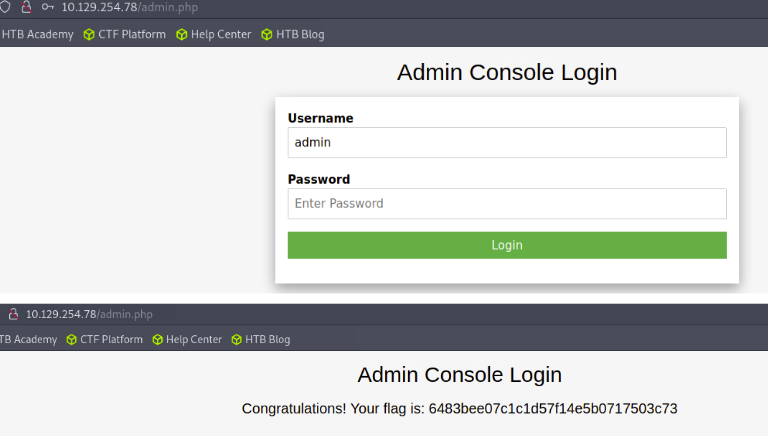 10.129.254.78/admin.php
HTB Academy CTF Platform Help Center HTB Blog
Admin Console Login
Username
admin
Password
Enter Password
Login
10.129.254.78/admin.php
TB Academy CTF Platform Help Center HTB Blog
Admin Console Login
Congratulations! Your flag is: 6483bee07c1c1d57f14e5b0717503c73